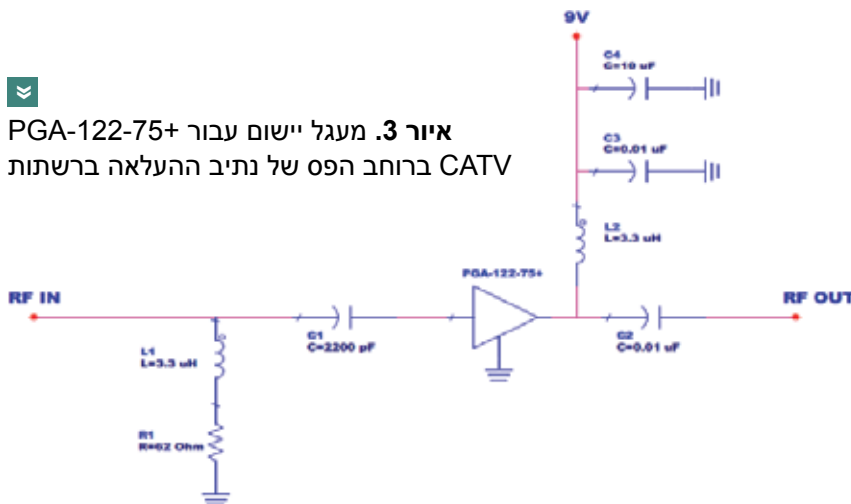 9V
C4
C=10 uF
איור 3. מעגל יישום עבור PGA-122-75+
CATV ברוחב הפס של נתיב ההעלאה ברשתות
C3
C=0.01 uF
L2
L=3.3 uH
PGA-122-75+
RF IN
RF OUT
C1
C=2200 pF
C2
C=0.01 uF
L1
L=3.3 uH
R1
R=62 Ohm